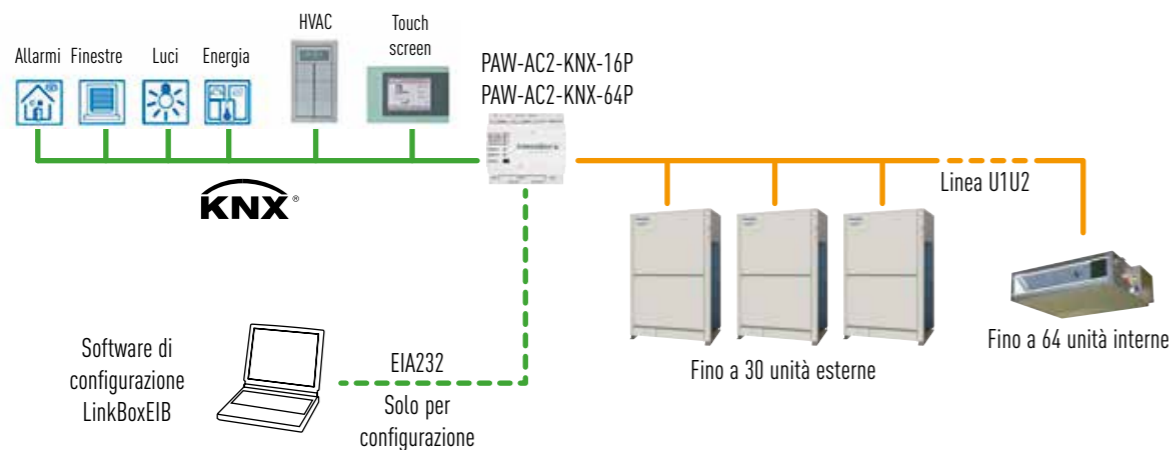 HVAC
Touch
screen
Allarmi
Finestre
Luci
Energia
PAW-AC2-KNX-16P
PAW-AC2-KNX-64P
KNX®
Linea U1U2
Fino a 64 unità interne
Fino a 30 unità esterne
Software di
configurazione
LinkBoxEIB
EIA232
Solo per
configurazione